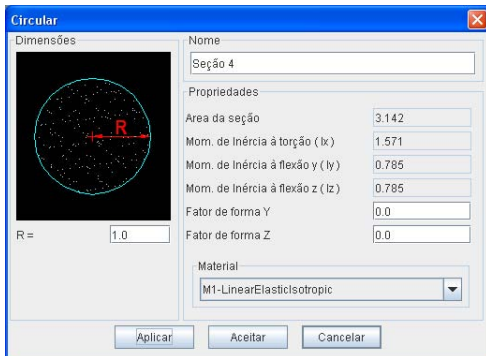 Circular
Dimensões
R
R =
1.0
Nome
Seção 4
Propriedades
Area da seção
3.142
Mom. de Inércia à torção ( Ix )
1.571
Mom. de Inércia à flexão y ( Iy )
0.785
Mom. de Inércia à flexão z ( Iz )
0.785
Fator de forma Y
0.0
Fator de forma Z
0.0
Material
M1-LinearElasticIsotropic
Aplicar
Aceitar
Cancelar